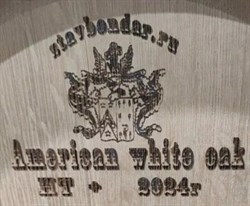 stavbondar.ru
American white oak
HT + 2024г